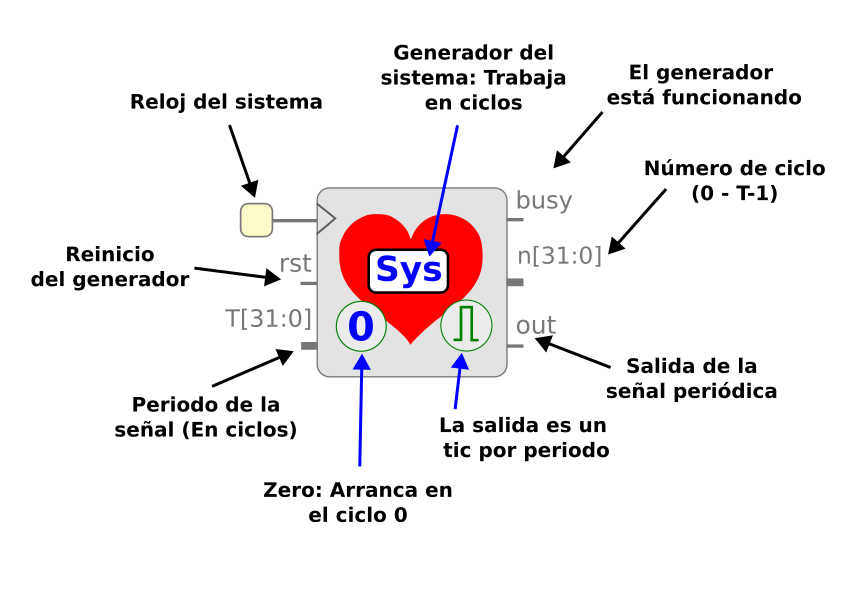 Generador del
sistema: Trabaja
en ciclos
El generador
está funcionando
Reloj del sistema
Número de ciclo
(0 - T-1)
busy
Reinicio
del generador
rst
Sys
n[31:0]
T[31:0]
0
out
Salida de la
señal periódica
Periodo de la
señal (En ciclos)
La salida es un
tic por periodo
Zero: Arranca en
el ciclo 0